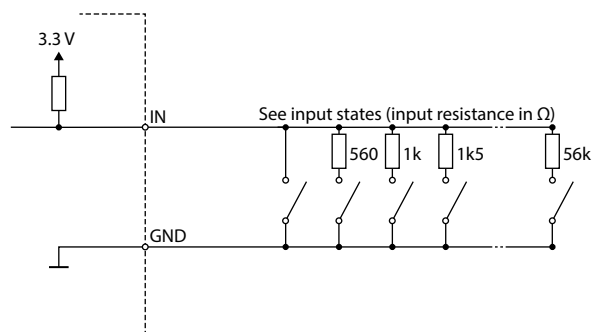 3.3 V
IN
See input states (input resistance in Ω)
560
1k
1k5
56k
GND